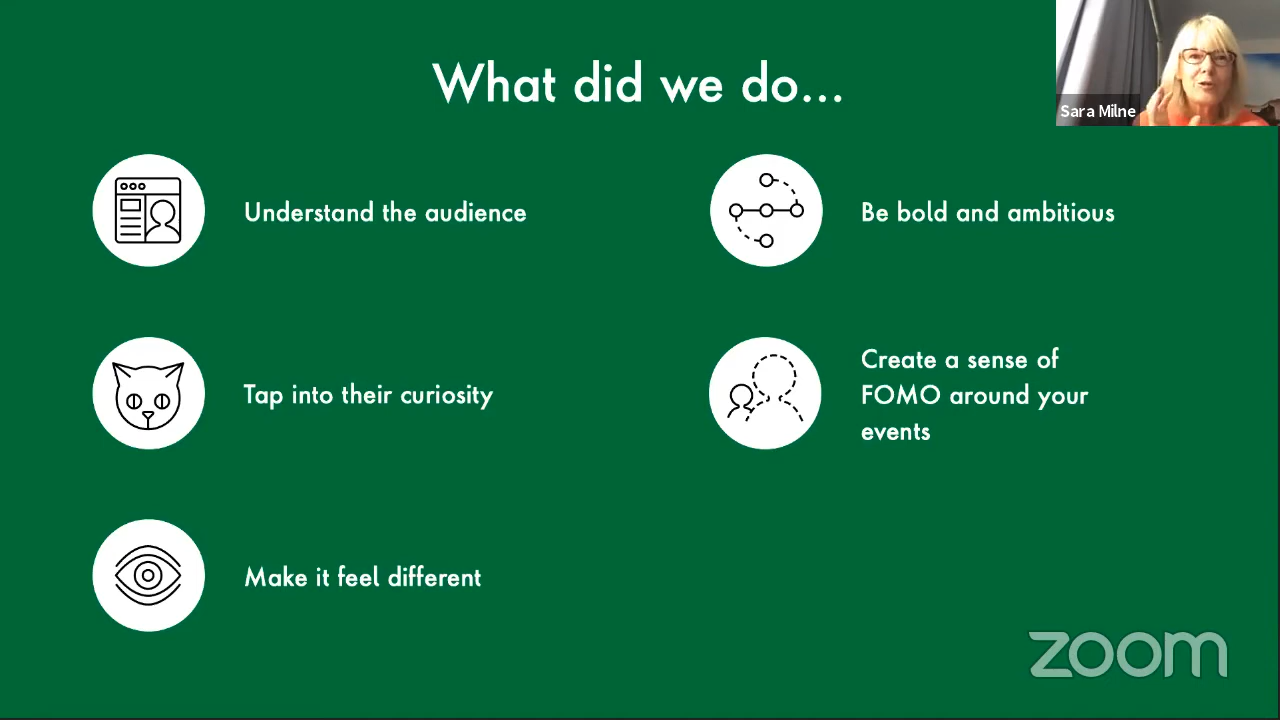 What did we do...
Sara Milne
Understand the audience
Be bold and ambitious
Tap into their curiosity
Create a sense of
FOMO around your
events
Make it feel different
zoom